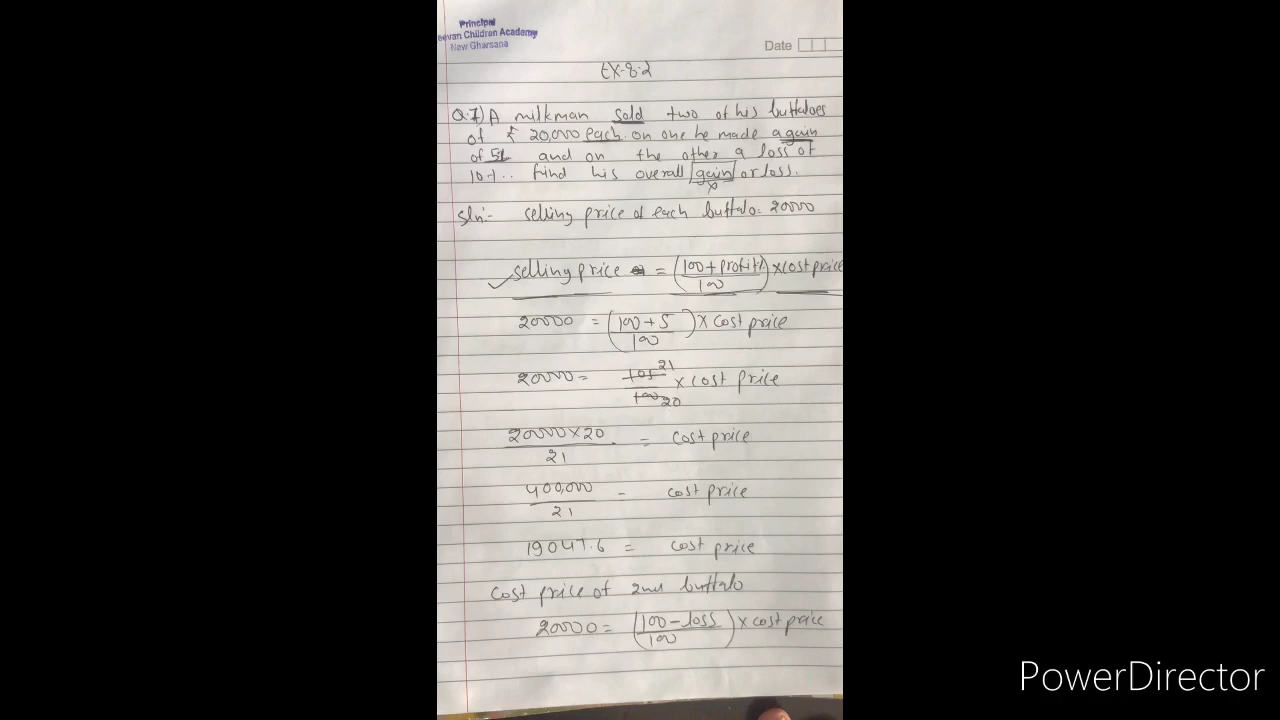 Principal
eevan Children Academy
New Gharsana
Date
EX-8.2
Q.7) A milkman sold two of his buffaloes
of ₹ 20,000 each. on one he made a gain
of 5% and on the other a loss of
10%.. find his overall gain or loss.
Sln:- selling price of each buffalo = 20000
selling price = (100+profit%/100) × cost price
20000 = (100+5/100) × cost price
20000 = 105 21/100 20 × cost price
20000×20/21 = cost price
400,000/21 = cost price
19047.6 = cost price
cost price of 2nd buffalo
20000 = (100-loss/100) × cost price
PowerDirector